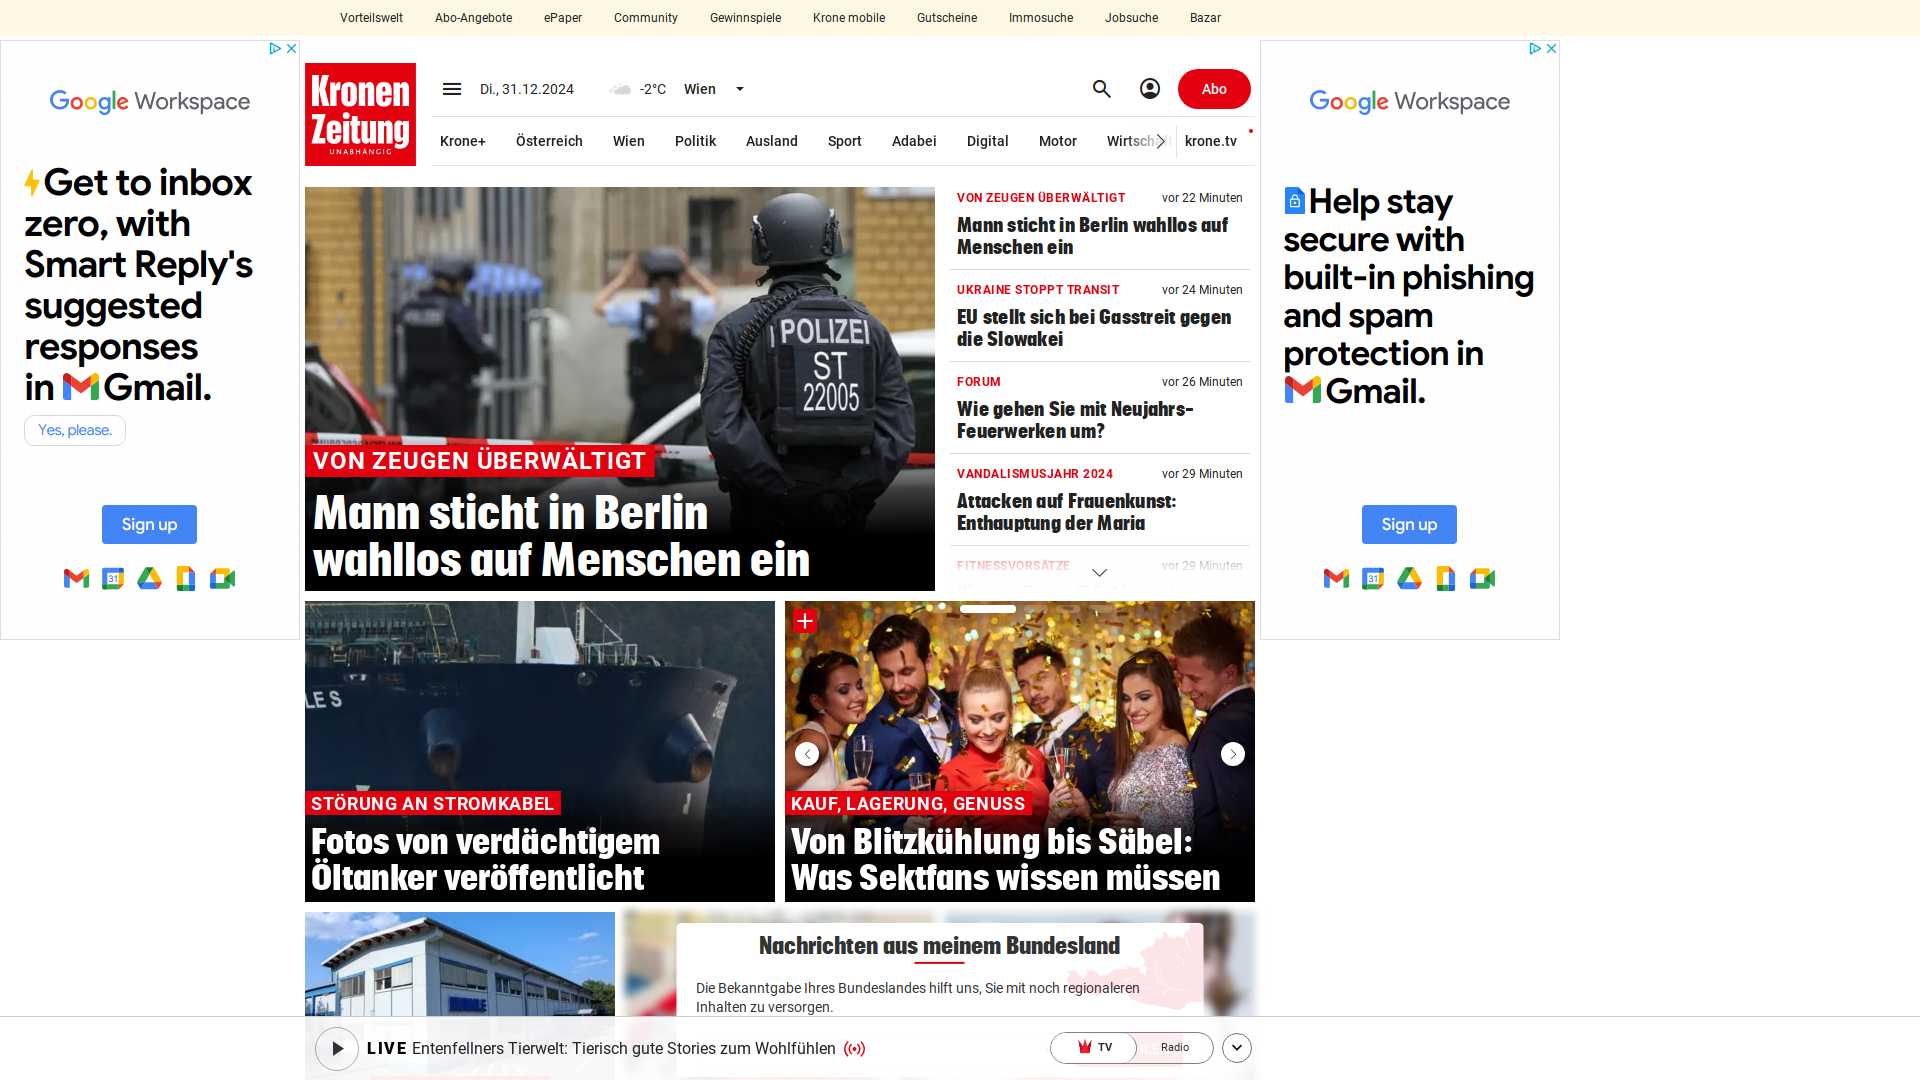 Vorteilswelt Abo-Angebote ePaper Community Gewinnspiele Krone mobile Gutscheine Immosuche Jobsuche Bazar
Google Workspace
Get to inbox
zero, with
Smart Reply's
suggested
responses
in Gmail.
Yes, please.
Sign up
31
Kronen
Zeitung
UNABHÄNGIG
Di., 31.12.2024
-2°C Wien
Abo
Krone+ Österreich Wien Politik Ausland Sport Adabei Digital Motor Wirtschaft krone.tv
POLIZEI
ST
22005
VON ZEUGEN ÜBERWÄLTIGT
Mann sticht in Berlin
wahllos auf Menschen ein
VON ZEUGEN ÜBERWÄLTIGT vor 22 Minuten
Mann sticht in Berlin wahllos auf
Menschen ein
UKRAINE STOPPT TRANSIT vor 24 Minuten
EU stellt sich bei Gasstreit gegen
die Slowakei
FORUM vor 26 Minuten
Wie gehen Sie mit Neujahrs-
Feuerwerken um?
VANDALISMUSJAHR 2024 vor 29 Minuten
Attacken auf Frauenkunst:
Enthauptung der Maria
FITNESSVORSÄTZE vor 29 Minuten
LE S
STÖRUNG AN STROMKABEL
Fotos von verdächtigem
Öltanker veröffentlicht
KAUF, LAGERUNG, GENUSS
Von Blitzkühlung bis Säbel:
Was Sektfans wissen müssen
Nachrichten aus meinem Bundesland
Die Bekanntgabe Ihres Bundeslandes hilft uns, Sie mit noch regionaleren
Inhalten zu versorgen.
LIVE Entenfellners Tierwelt: Tierisch gute Stories zum Wohlfühlen
TV Radio
Google Workspace
Help stay
secure with
built-in phishing
and spam
protection in
Gmail.
Sign up
31